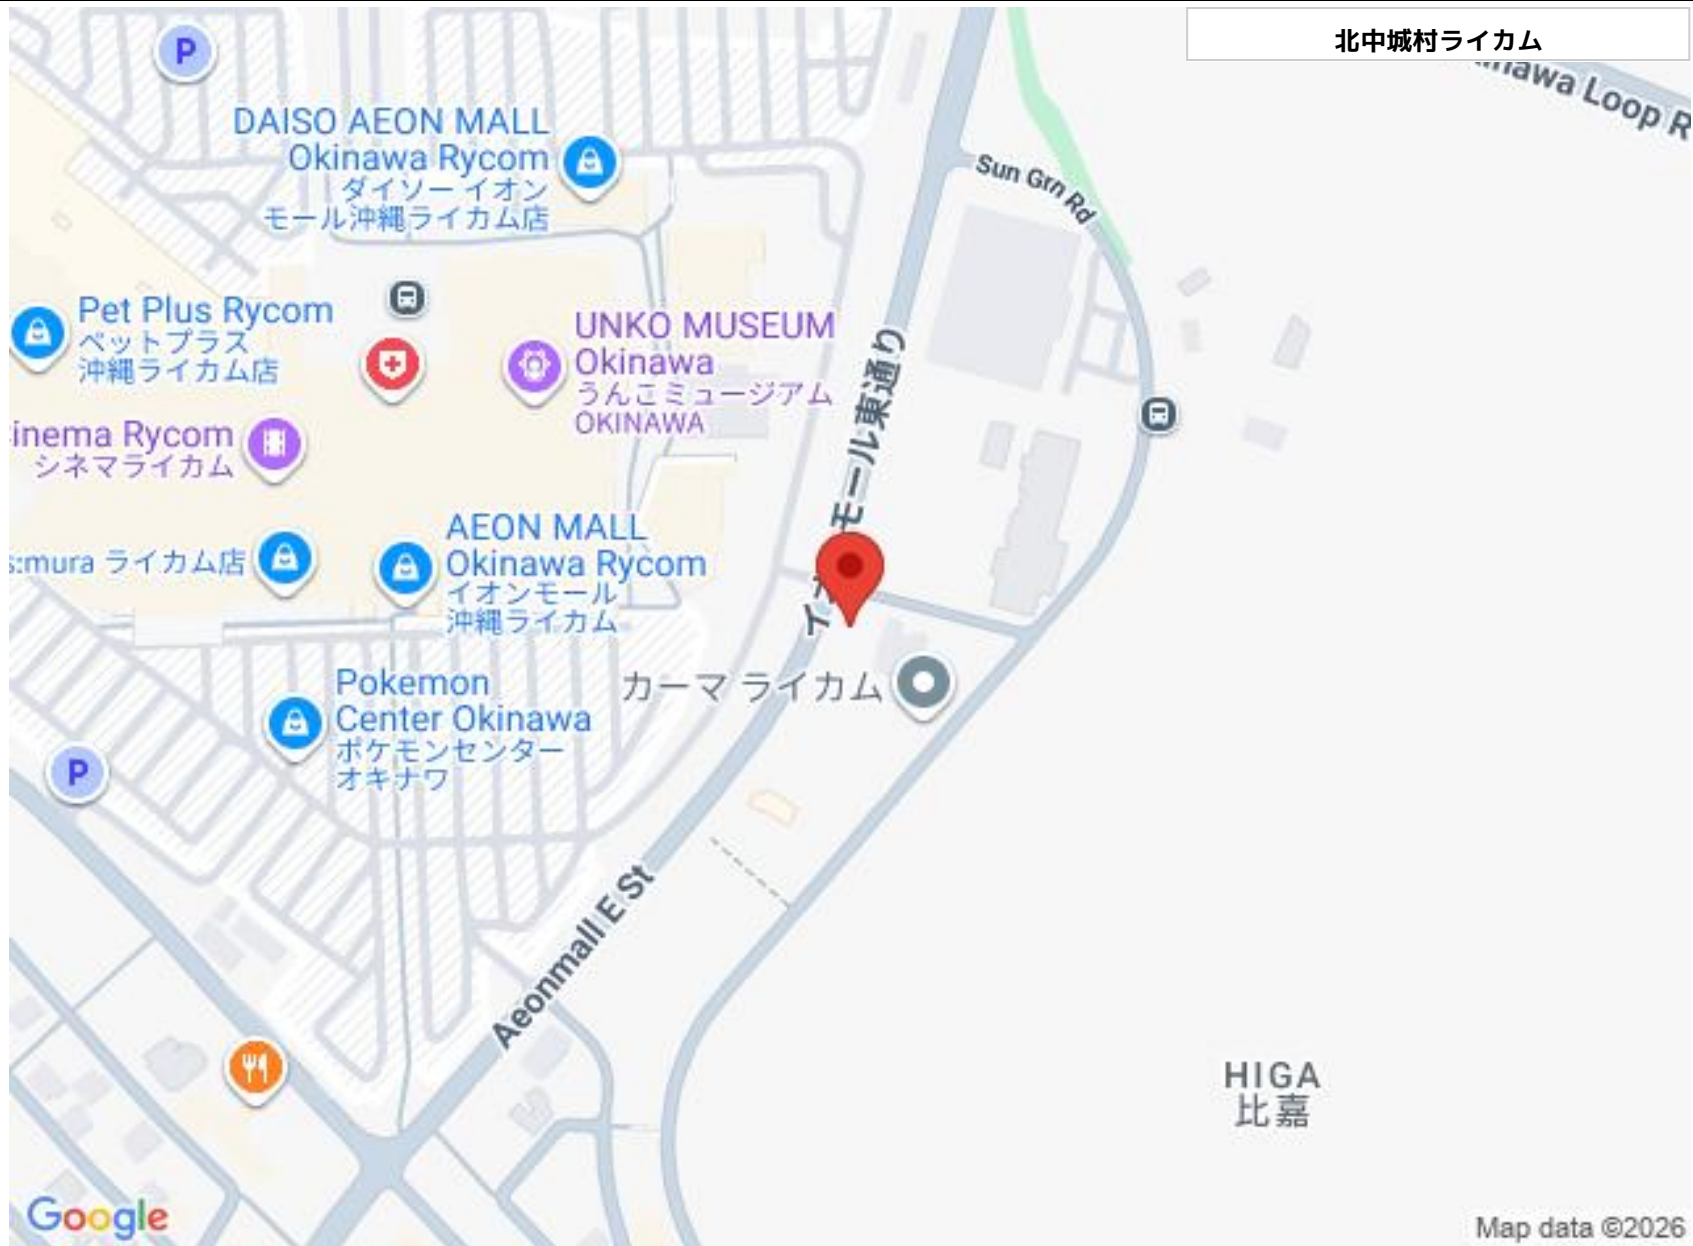 北中城村ライカム
DAISO AEON MALL
Okinawa Rycom
ダイソー イオン
モール沖縄ライカム店
Sun Grn Rd
Pet Plus Rycom
ペットプラス
沖縄ライカム店
UNKO MUSEUM
Okinawa
うんこミュージアム
OKINAWA
モール東通り
inema Rycom
シネマライカム
AEON MALL
Okinawa Rycom
イオンモール
沖縄ライカム
s:mura ライカム店
Pokemon
Center Okinawa
ポケモンセンター
オキナワ
カーマ ライカム
P
P
Aeonmall E St
HIGA
比嘉
Google
Map data ©2026